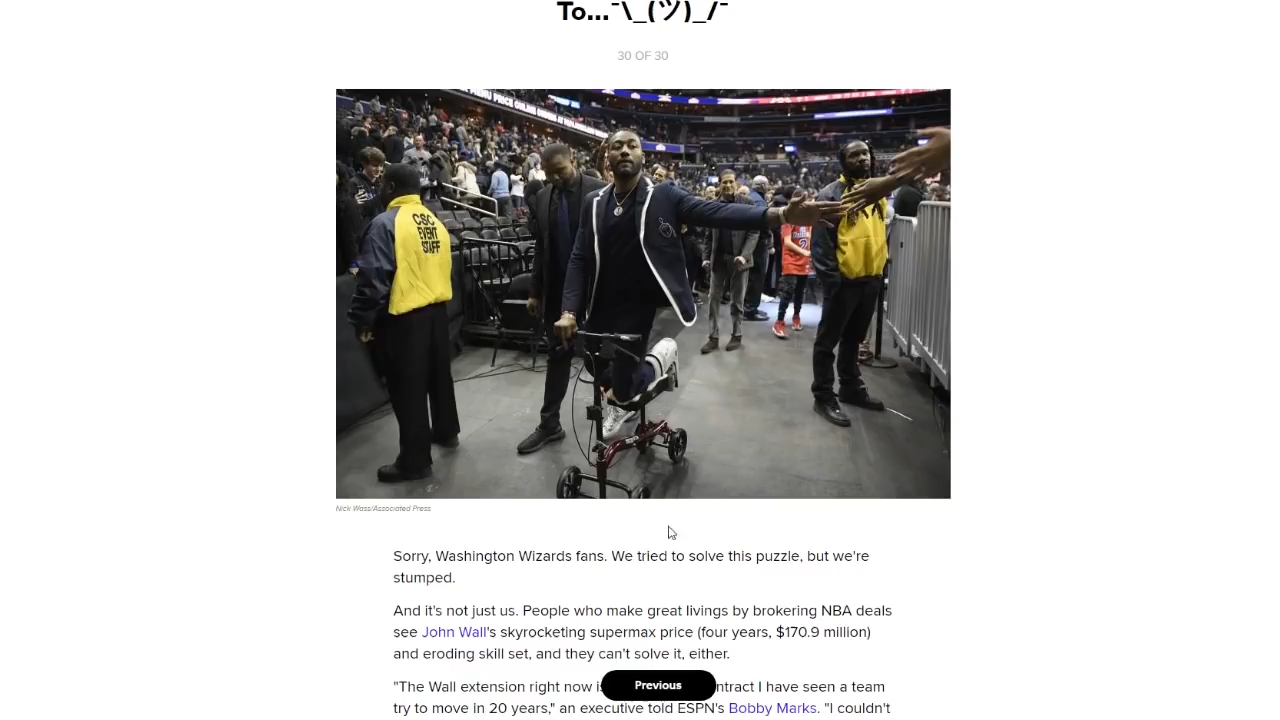 To...¯\_(ツ)_/¯
30 OF 30
MENU PRICE ONLINE
CSC
EVENT
STAFF
Nick Wass/Associated Press
Sorry, Washington Wizards fans. We tried to solve this puzzle, but we're
stumped.
And it's not just us. People who make great livings by brokering NBA deals
see John Wall's skyrocketing supermax price (four years, $170.9 million)
and eroding skill set, and they can't solve it, either.
"The Wall extension right now is
Previous
ntract I have seen a team
try to move in 20 years," an executive told ESPN's Bobby Marks. "I couldn't